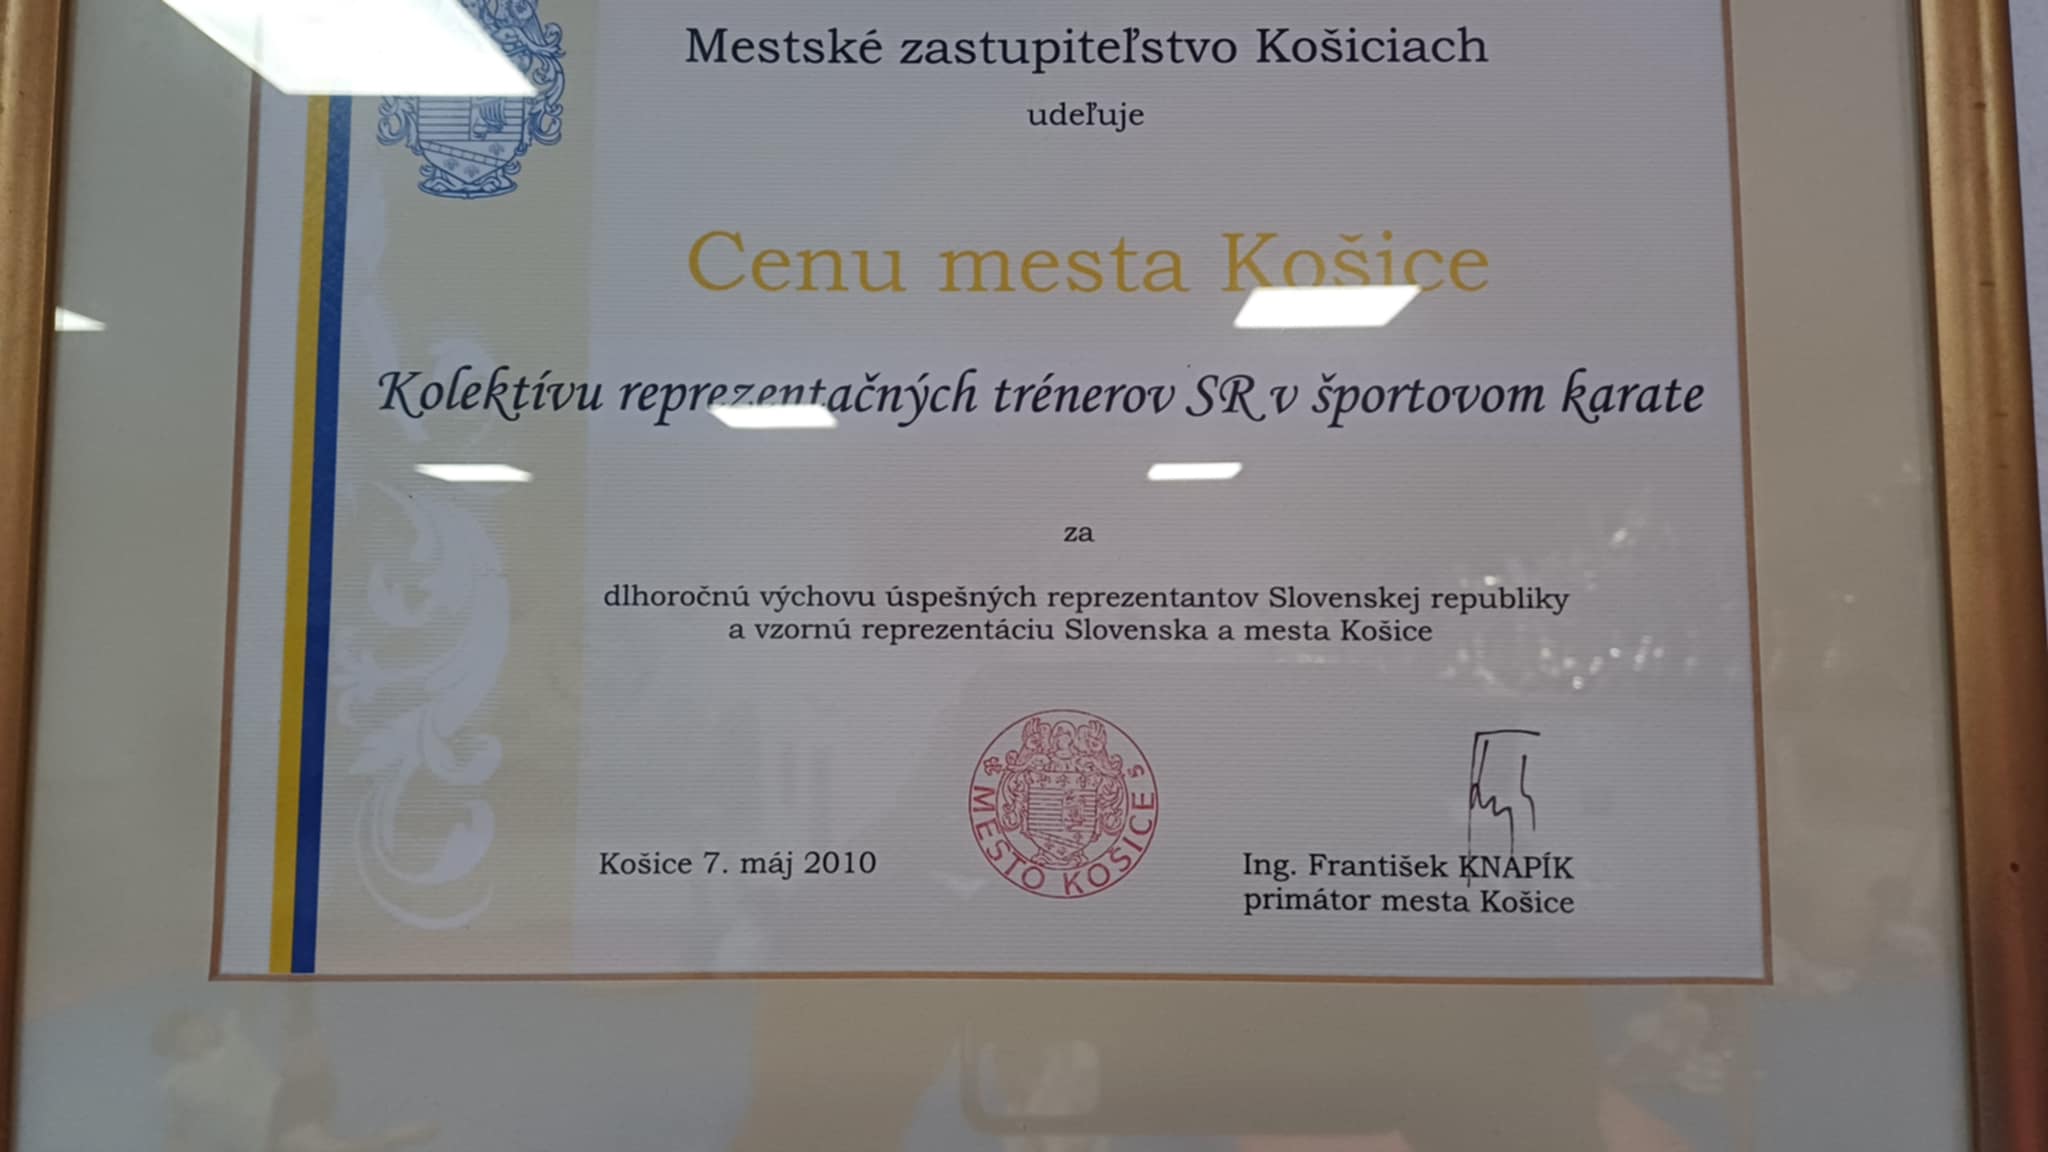 Mestské zastupiteľstvo Košiciach
udeľuje
Cenu mesta Košice
Kolektívu reprezentačných trénerov SR v športovom karate
za
dlhoročnú výchovu úspešných reprezentantov Slovenskej republiky
a vzornú reprezentáciu Slovenska a mesta Košice
MESTO KOŠICE 5
Košice 7. máj 2010
Ing. František KNAPÍK
primátor mesta Košice